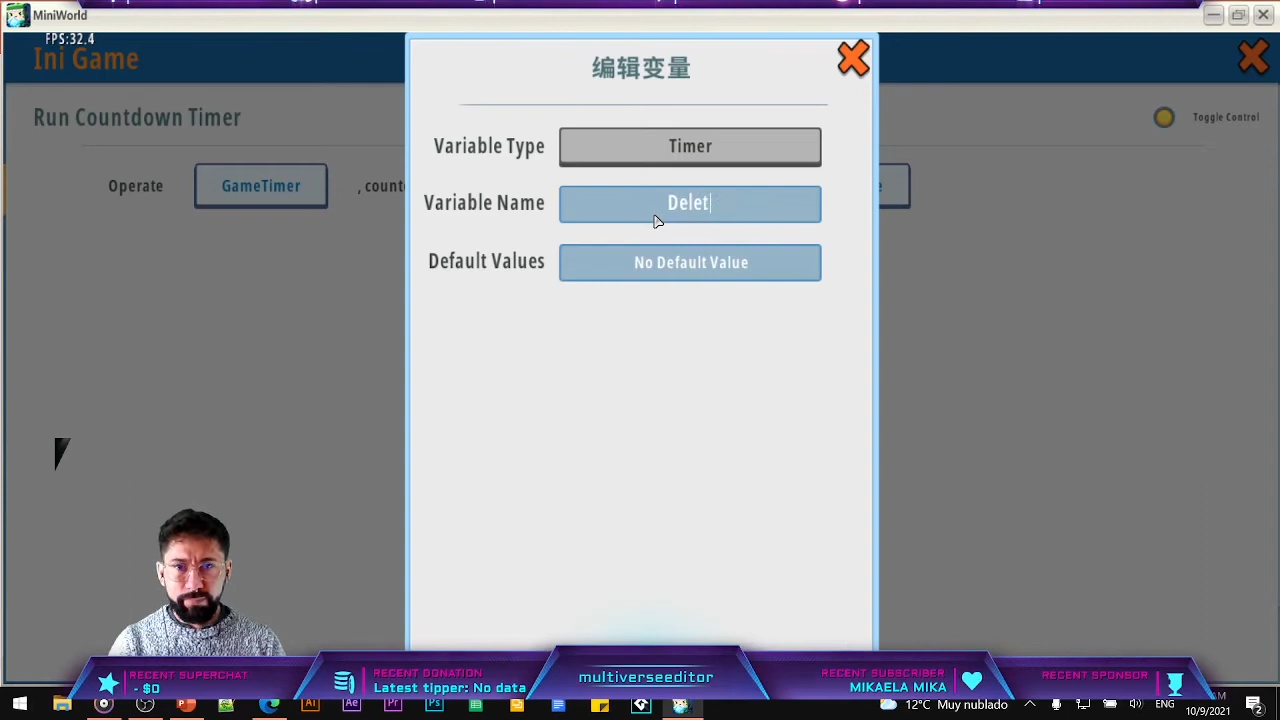 MiniWorld
FPS:32.4
Ini Game
编辑变量
Run Countdown Timer
Toggle Control
Variable Type
Timer
Operate
GameTimer
, count
Variable Name
Delet
Default Values
No Default Value
RECENT SUPERCHAT
- $0
RECENT DONATION
Latest tipper: No data
multiverseeditor
RECENT SUBSCRIBER
MIKAELA MIKA
RECENT SPONSOR
12°C Muy nublado
ENG
10/9/2021